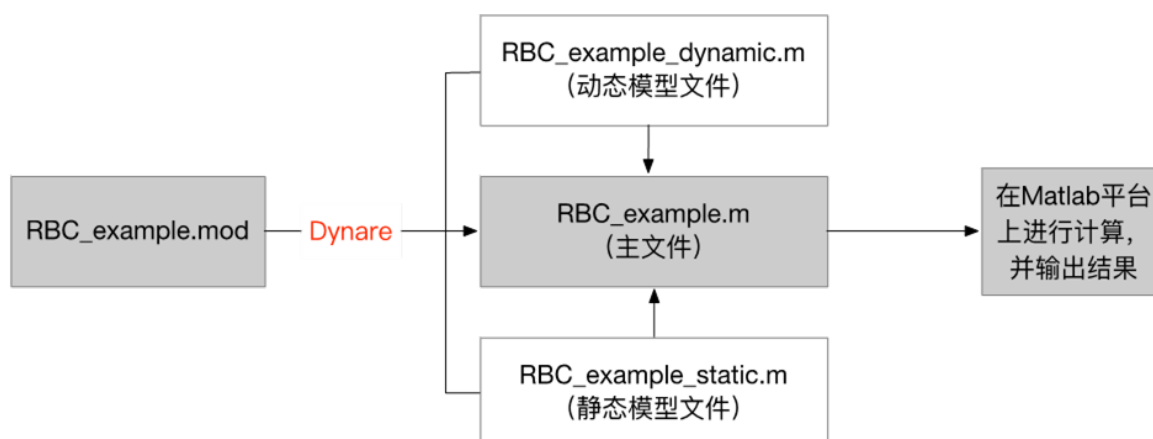 RBC_example_dynamic.m
（动态模型文件）
RBC_example.mod
Dynare
RBC_example.m
（主文件）
在Matlab平台
上进行计算，
并输出结果
RBC_example_static.m
（静态模型文件）